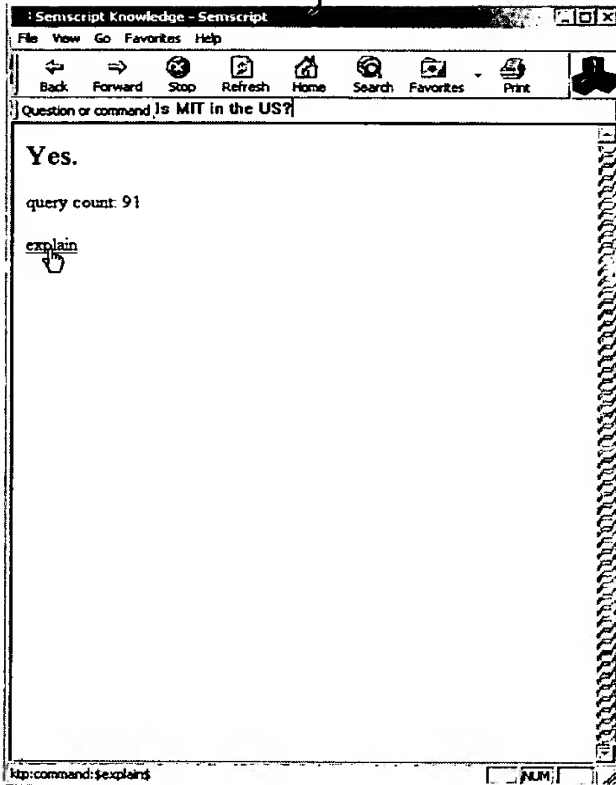 Semscript Knowledge - Semscript
File View Go Favorites Help
Back Forward Stop Refresh Home Search Favorites Print
Question or command Is MIT in the US?
Yes.
query count: 91
explain
ktp:command:$explain$ NUM